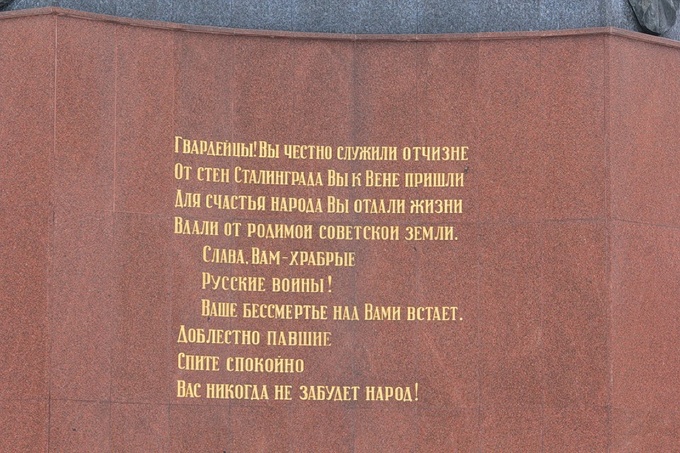 Гвардейцы! Вы честно служили отчизне
От стен Сталинграда Вы к Вене пришли
Для счастья народа Вы отдали жизни
Вдали от родимой советской земли.
Слава, Вам-храбрые
Русские воины!
Ваше бессмертье над Вами встает.
Доблестно павшие
Спите спокойно
Вас никогда не забудет народ!